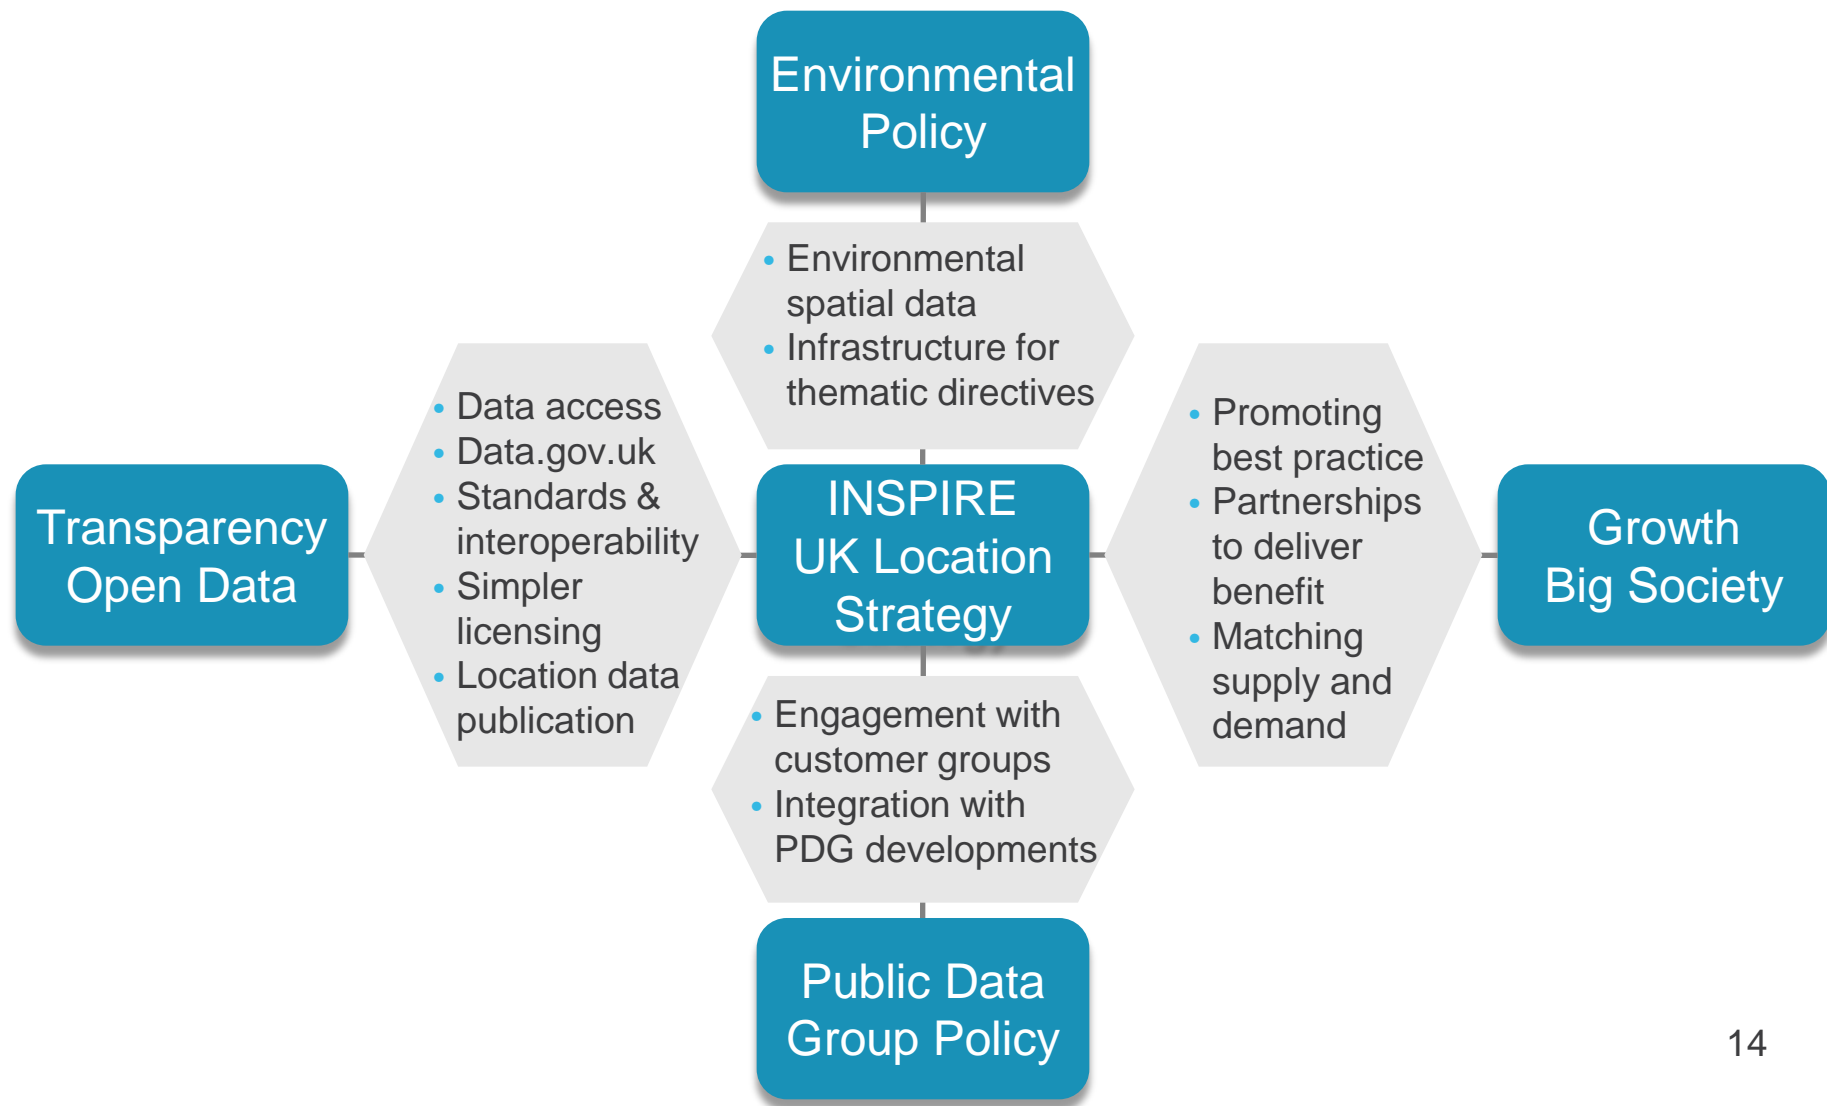 Environmental
Policy
• Environmental
spatial data
• Infrastructure for
thematic directives
Transparency
Open Data
• Data access
• Data.gov.uk
• Standards &
interoperability
• Simpler
licensing
• Location data
publication
INSPIRE
UK Location
Strategy
• Promoting
best practice
• Partnerships
to deliver
benefit
• Matching
supply and
demand
Growth
Big Society
• Engagement with
customer groups
• Integration with
PDG developments
Public Data
Group Policy
14